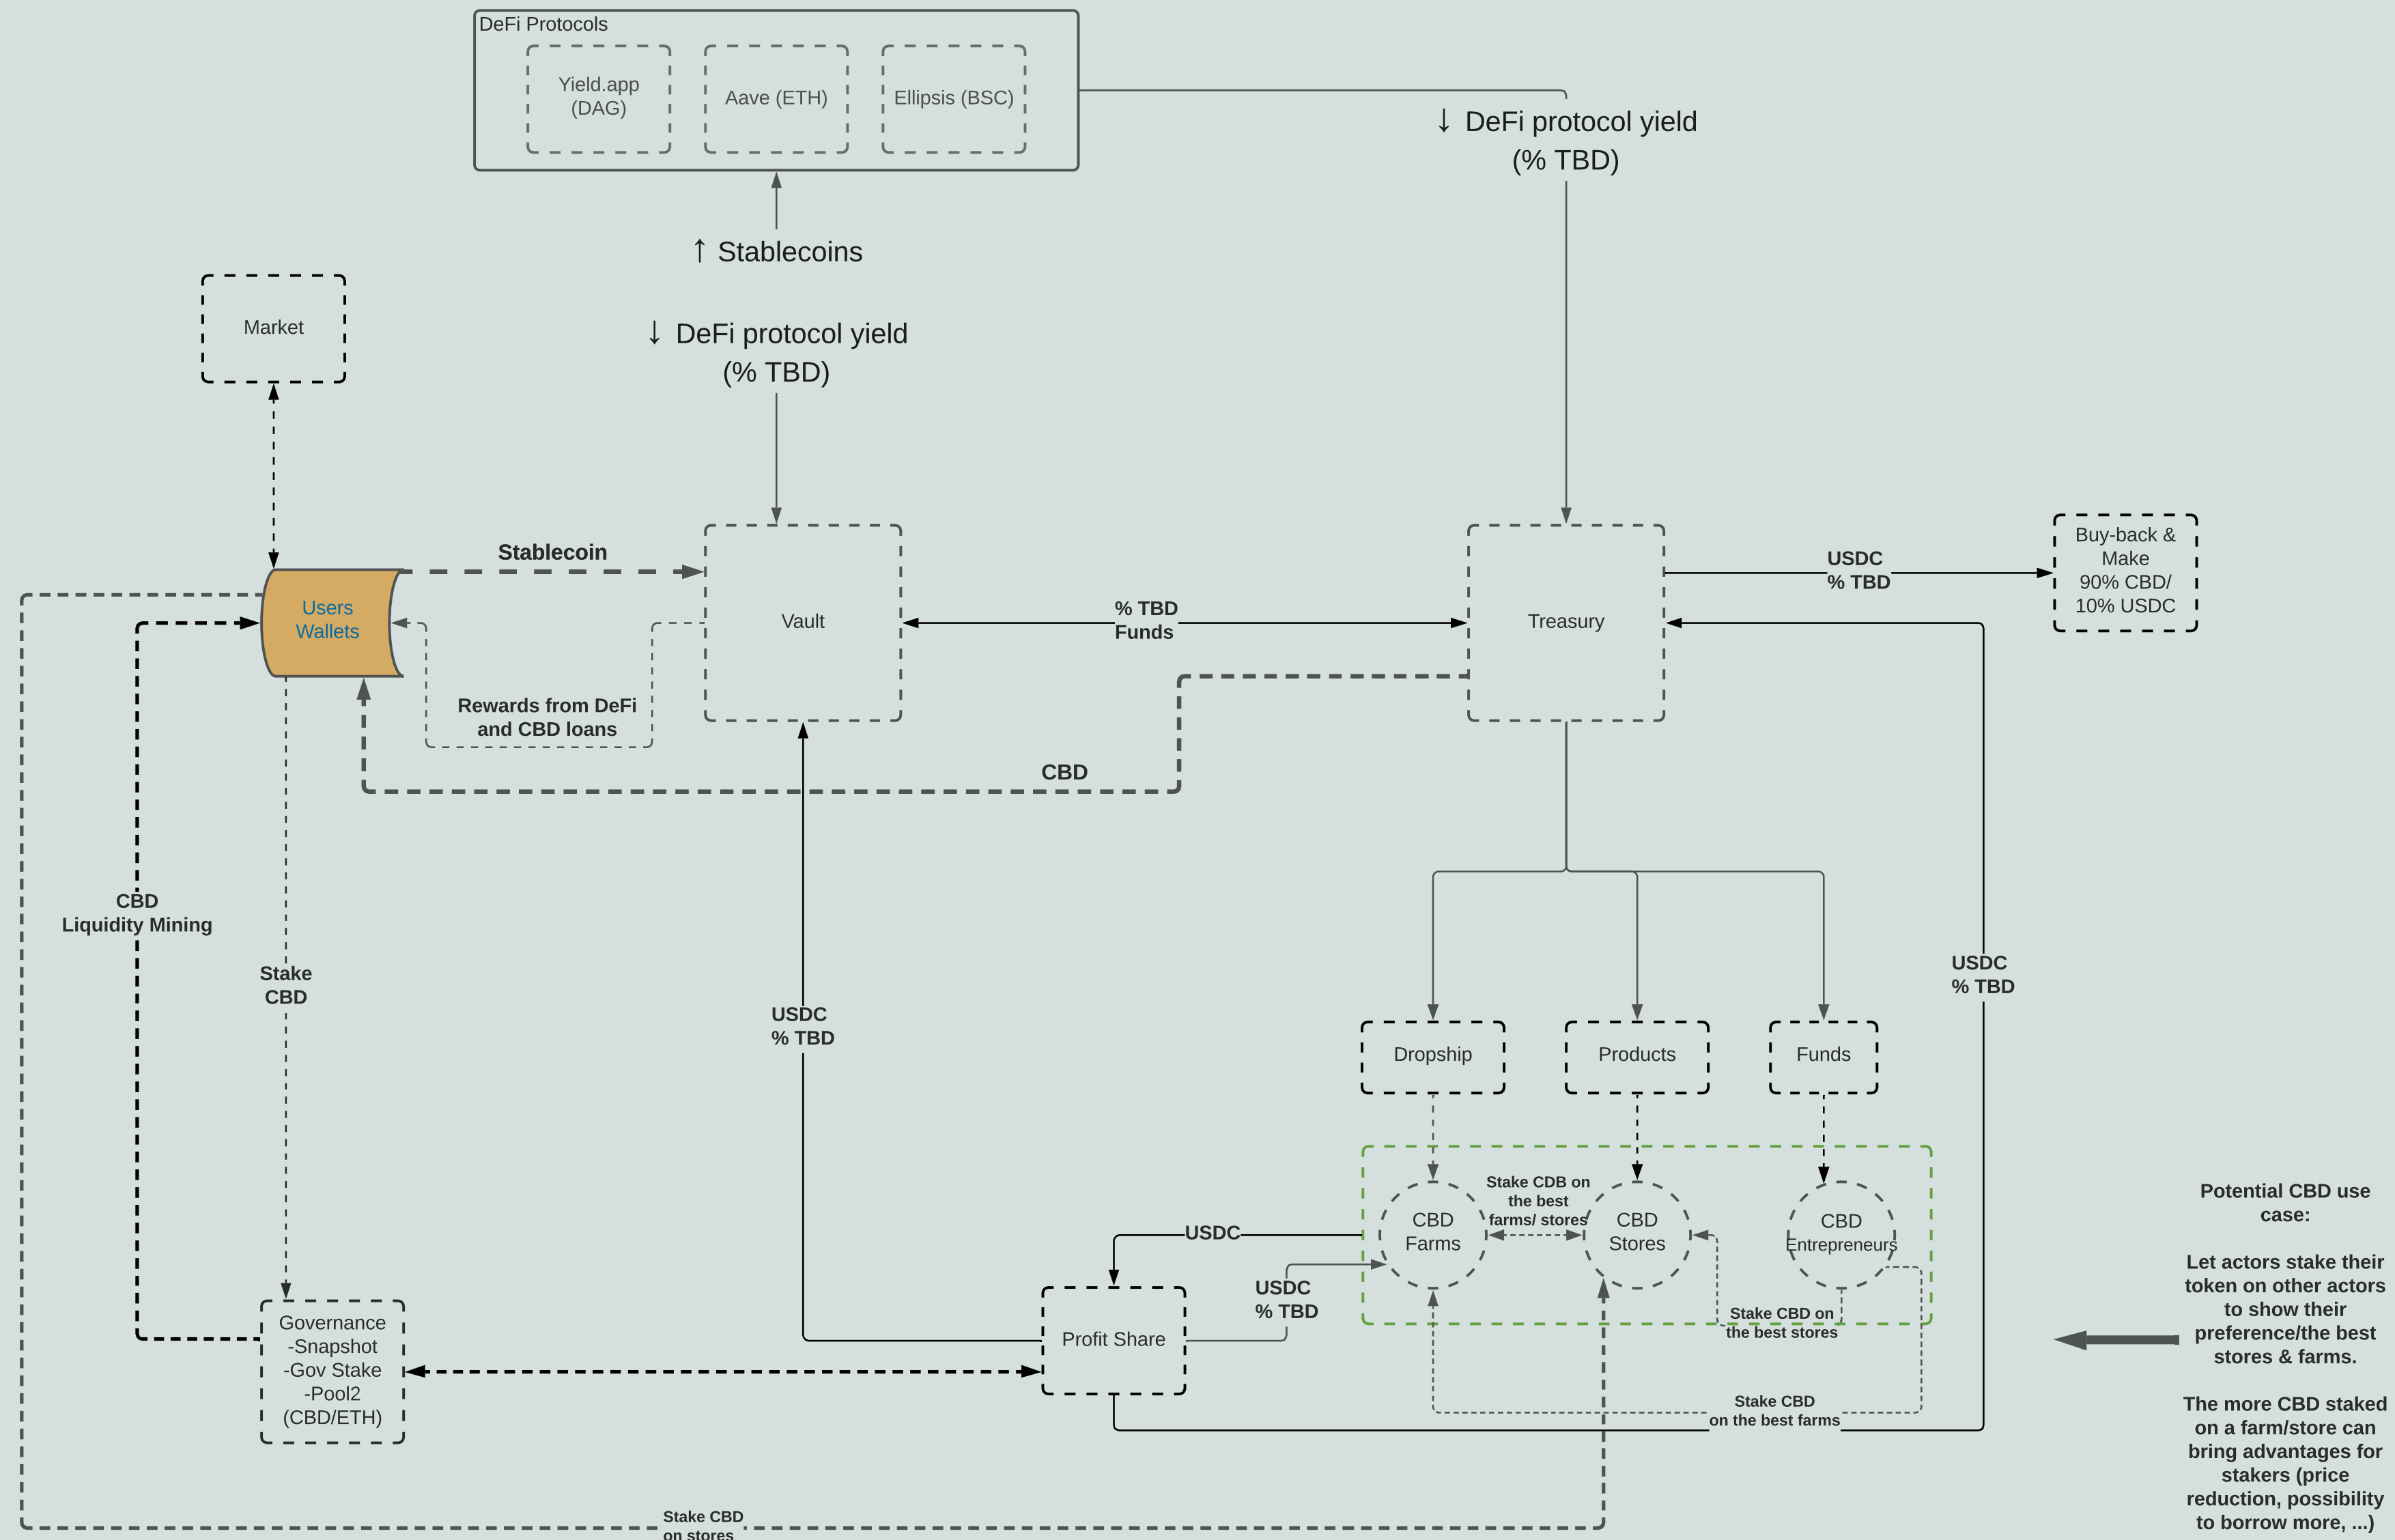 DeFi Protocols
Yield.app
(DAG)
Aave (ETH)
Ellipsis (BSC)
↓ DeFi protocol yield
(% TBD)
↑ Stablecoins
↓ DeFi protocol yield
(% TBD)
Market
Stablecoin
Users
Wallets
Vault
% TBD
Funds
Treasury
USDC
% TBD
Buy-back &
Make
90% CBD/
10% USDC
Rewards from DeFi
and CBD loans
CBD
CBD
Liquidity Mining
Stake
CBD
USDC
% TBD
USDC
% TBD
Dropship
Products
Funds
Stake CDB on
the best
farms/ stores
CBD
Farms
CBD
Stores
CBD
Entrepreneurs
USDC
USDC
% TBD
Stake CBD on
the best stores
Profit Share
Governance
-Snapshot
-Gov Stake
-Pool2
(CBD/ETH)
Stake CBD
on the best farms
Stake CBD
on stores
Potential CBD use
case:
Let actors stake their
token on other actors
to show their
preference/the best
stores & farms.
The more CBD staked
on a farm/store can
bring advantages for
stakers (price
reduction, possibility
to borrow more, ...)